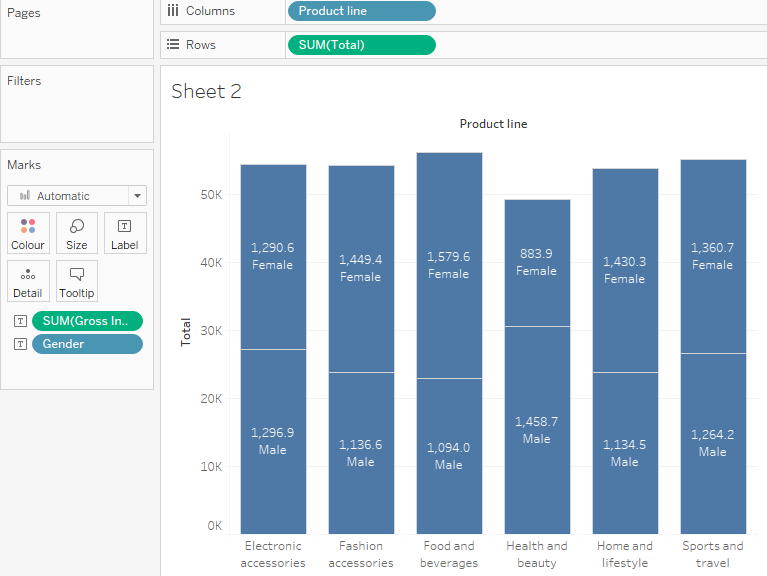 Pages
Columns
Product line
Rows
SUM(Total)
Filters
Marks
Automatic
Colour
Size
Label
Detail
Tooltip
SUM(Gross In..
Gender
Sheet 2
Product line
Total
50K
40K
30K
20K
10K
0K
1,290.6
Female
1,296.9
Male
1,449.4
Female
1,136.6
Male
1,579.6
Female
1,094.0
Male
883.9
Female
1,458.7
Male
1,430.3
Female
1,134.5
Male
1,360.7
Female
1,264.2
Male
Electronic
accessories
Fashion
accessories
Food and
beverages
Health and
beauty
Home and
lifestyle
Sports and
travel